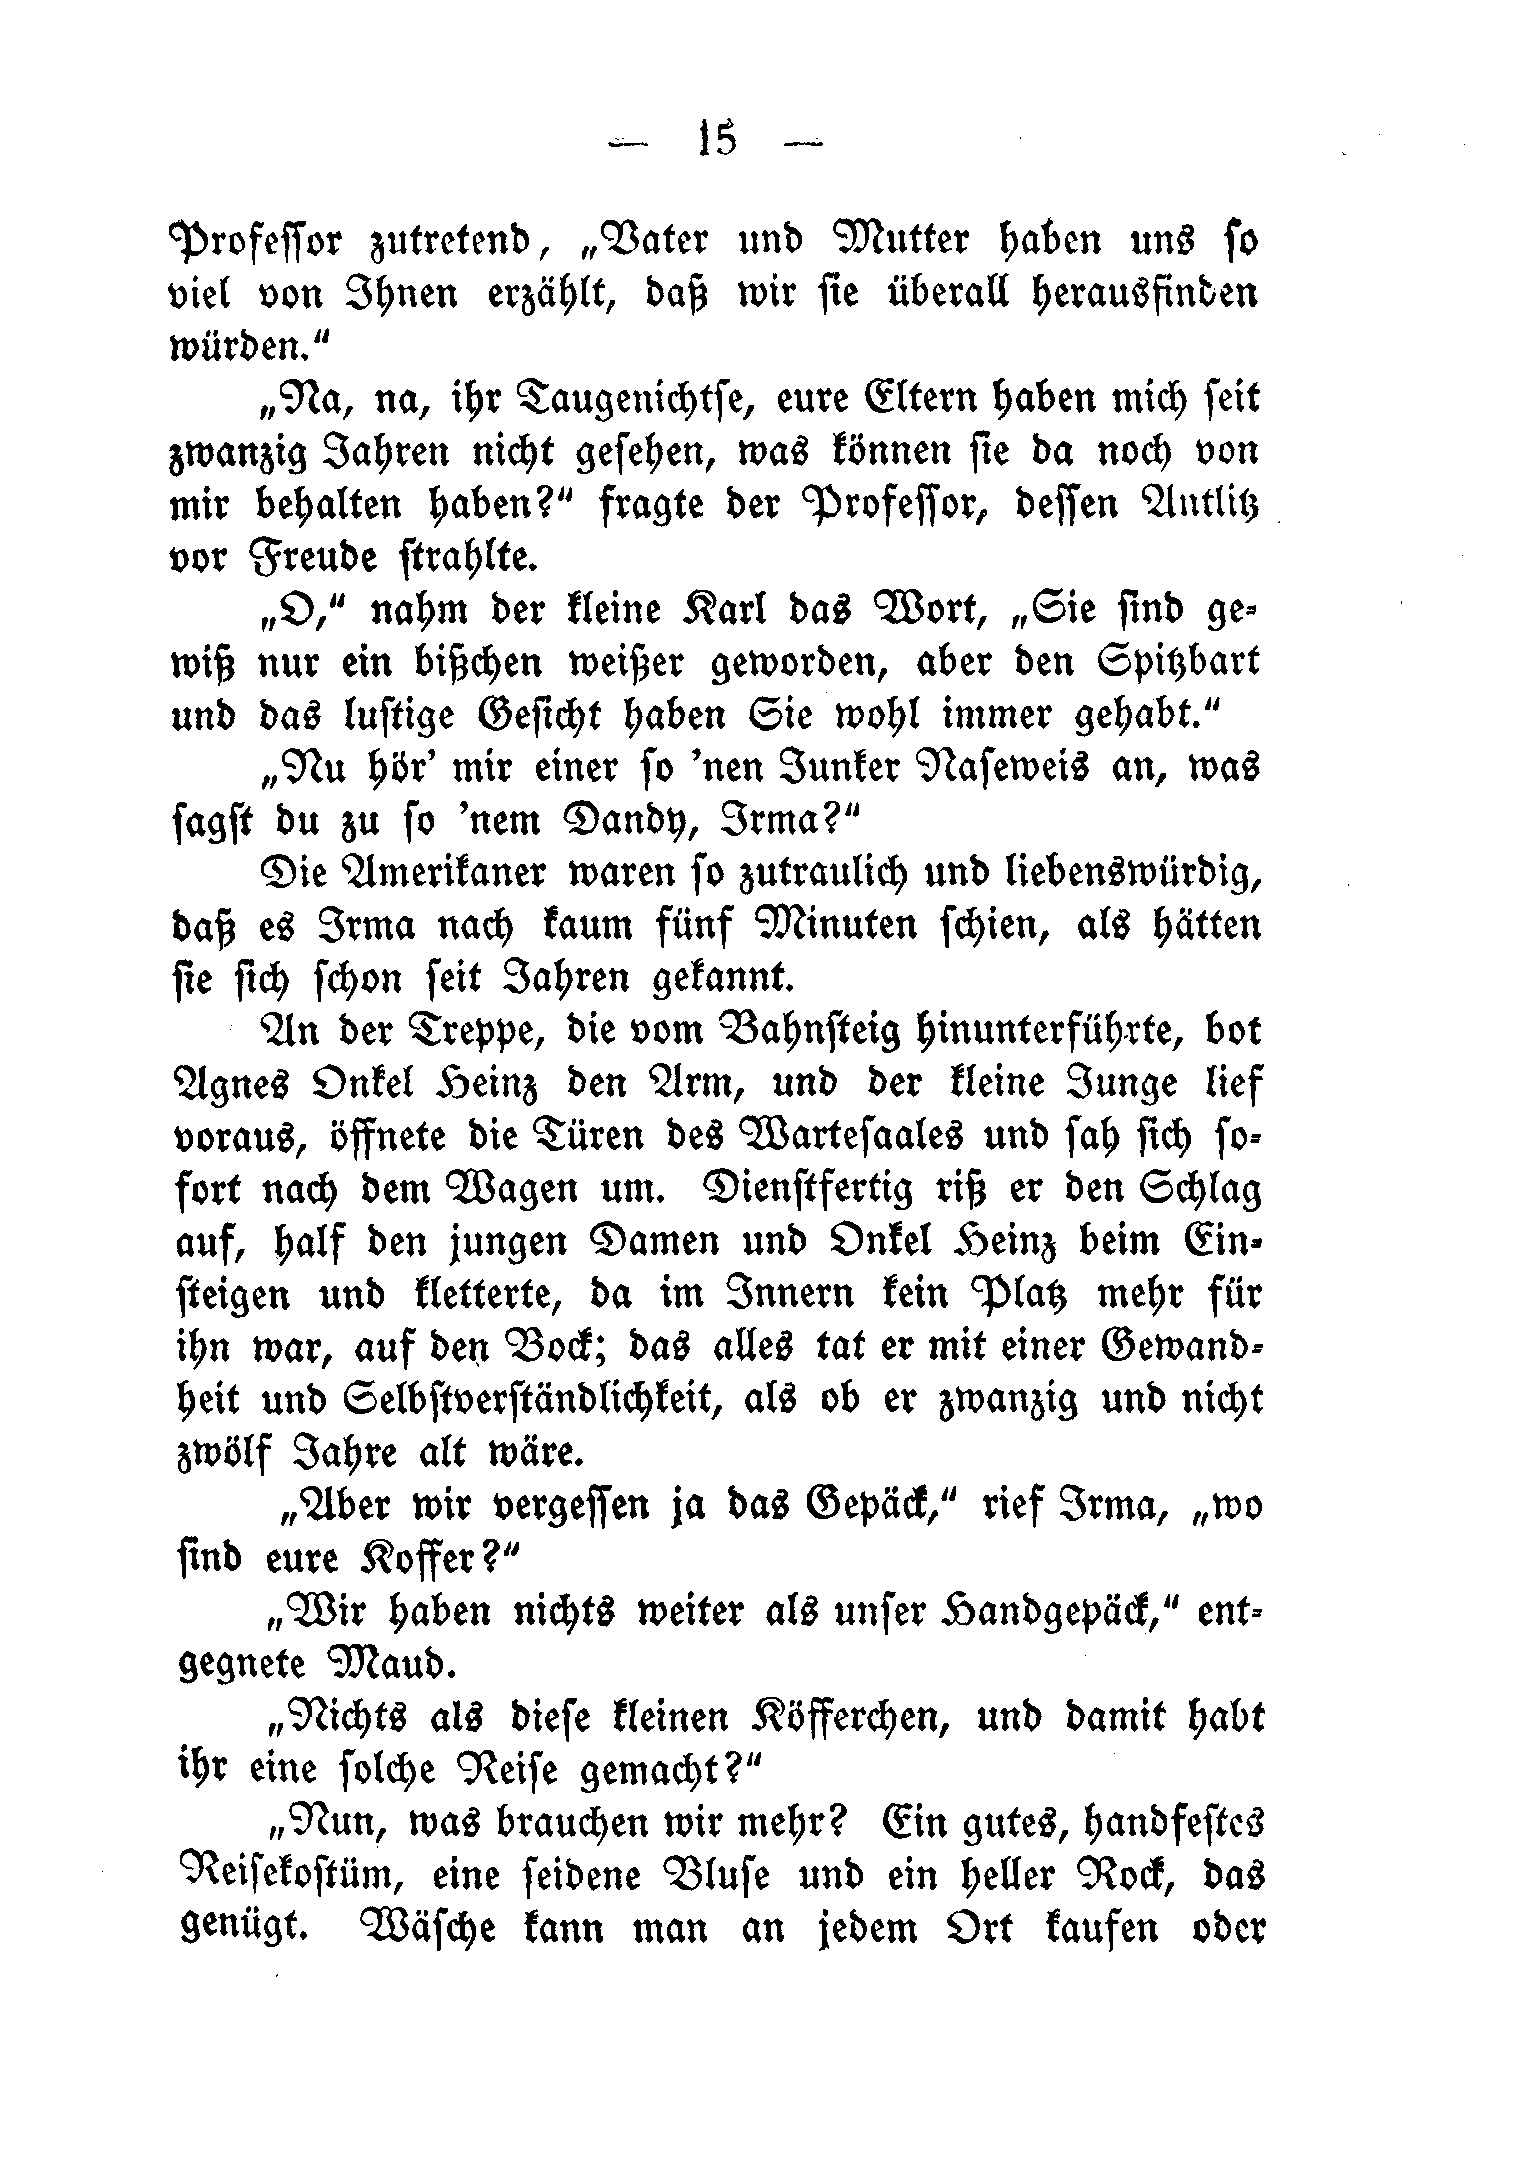 — 15 —
Professor zutretend, „Vater und Mutter haben uns so
viel von Ihnen erzählt, daß wir sie überall herausfinden
würden.“
„Na, na, ihr Taugenichtse, eure Eltern haben mich seit
zwanzig Jahren nicht gesehen, was können sie da noch von
mir behalten haben?“ fragte der Professor, dessen Antlitz
vor Freude strahlte.
„O,“ nahm der kleine Karl das Wort, „Sie sind ge-
wiß nur ein bißchen weißer geworden, aber den Spitzbart
und das lustige Gesicht haben Sie wohl immer gehabt.“
„Nu hör’ mir einer so ’nen Junker Naseweis an, was
sagst du zu so ’nem Dandy, Irma?“
Die Amerikaner waren so zutraulich und liebenswürdig,
daß es Irma nach kaum fünf Minuten schien, als hätten
sie sich schon seit Jahren gekannt.
An der Treppe, die vom Bahnsteig hinunterführte, bot
Agnes Onkel Heinz den Arm, und der kleine Junge lief
voraus, öffnete die Türen des Wartesaales und sah sich so-
fort nach dem Wagen um. Dienstfertig riß er den Schlag
auf, half den jungen Damen und Onkel Heinz beim Ein-
steigen und kletterte, da im Innern kein Platz mehr für
ihn war, auf den Bock; das alles tat er mit einer Gewand-
heit und Selbstverständlichkeit, als ob er zwanzig und nicht
zwölf Jahre alt wäre.
„Aber wir vergessen ja das Gepäck,“ rief Irma, „wo
sind eure Koffer?“
„Wir haben nichts weiter als unser Handgepäck,“ ent-
gegnete Maud.
„Nichts als diese kleinen Köfferchen, und damit habt
ihr eine solche Reise gemacht?“
„Nun, was brauchen wir mehr? Ein gutes, handfestes
Reisekostüm, eine seidene Bluse und ein heller Rock, das
genügt. Wäsche kann man an jedem Ort kaufen oder